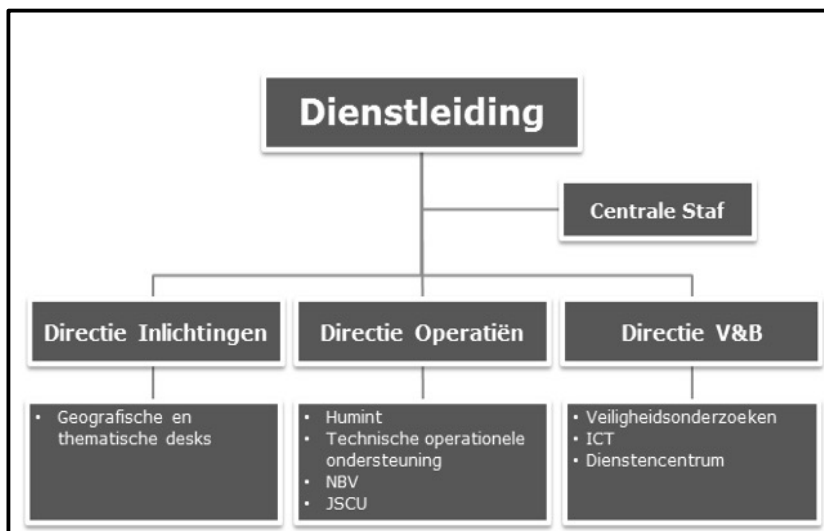 Dienstleiding
Centrale Staf
Directie Inlichtingen
Directie Operatiën
Directie V&B
• Geografische en
thematische desks
• Humint
• Technische operationele
ondersteuning
• NBV
• JSCU
• Veiligheidsonderzoeken
• ICT
• Dienstencentrum